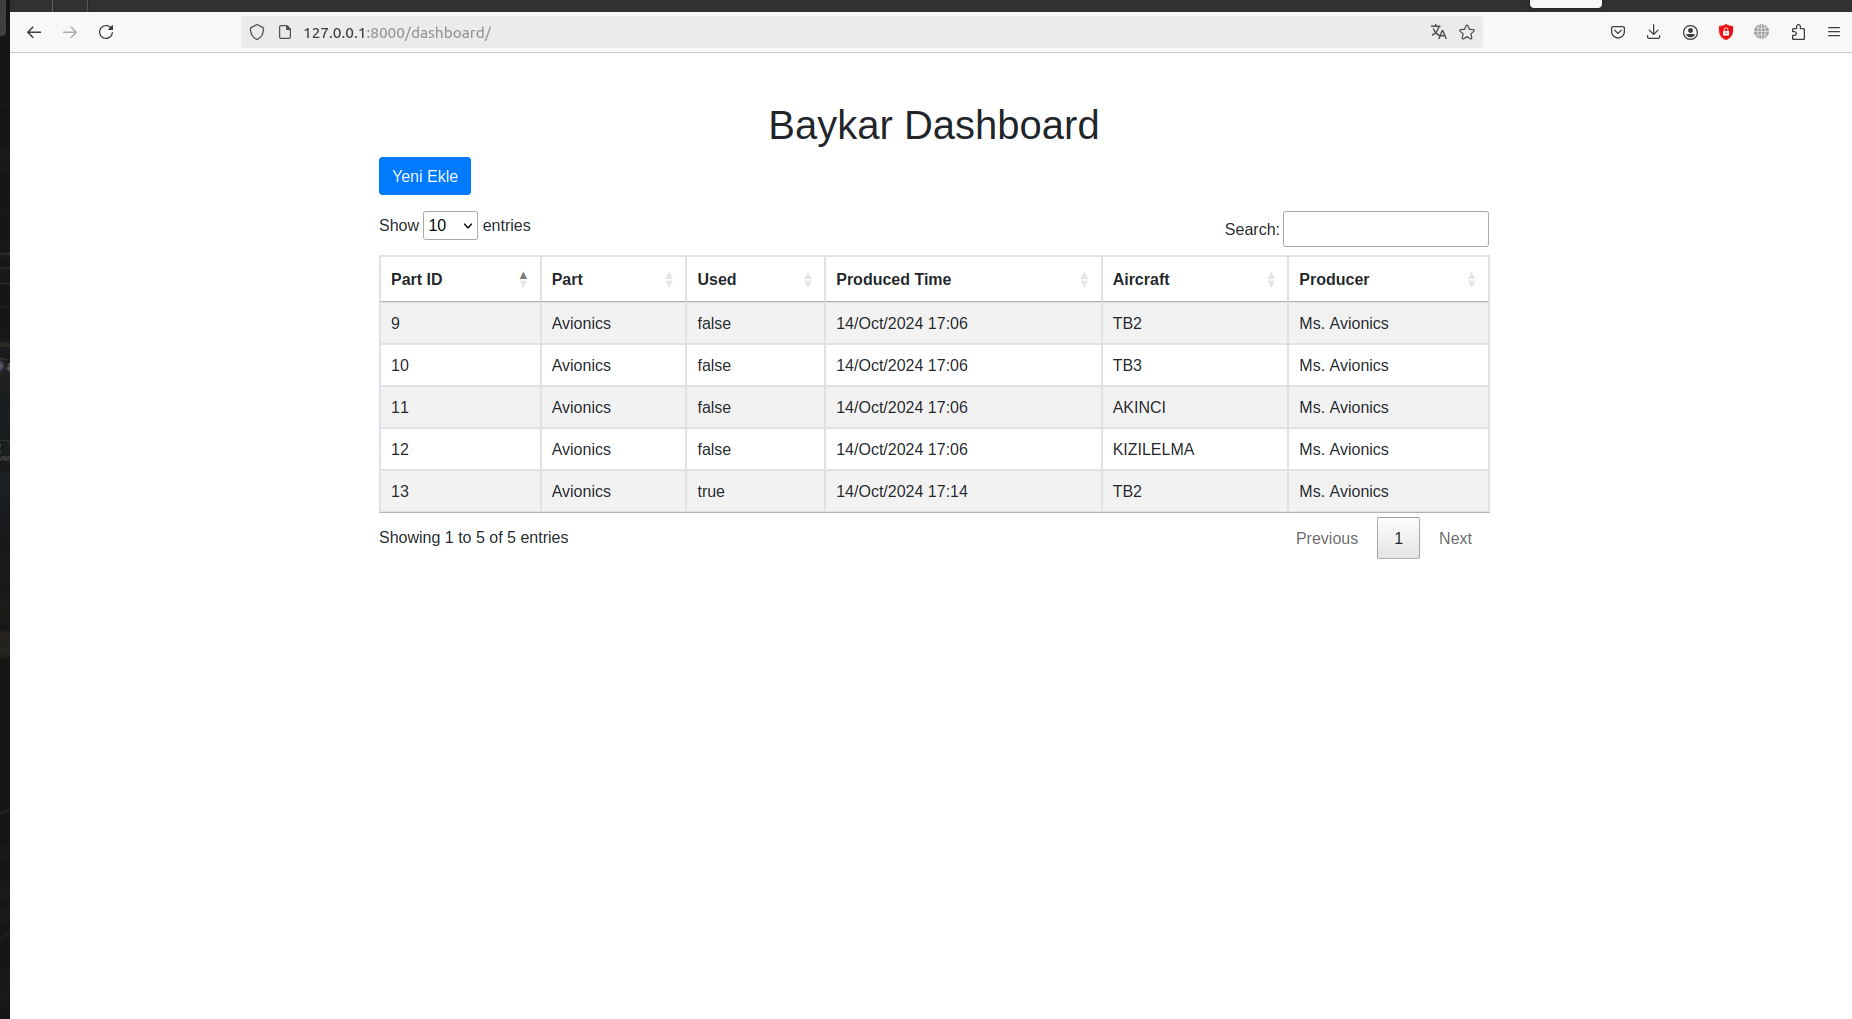 127.0.0.1:8000/dashboard/
Baykar Dashboard
Yeni Ekle
Show 10 entries
Search:
Part ID Part Used Produced Time Aircraft Producer
9 Avionics false 14/Oct/2024 17:06 TB2 Ms. Avionics
10 Avionics false 14/Oct/2024 17:06 TB3 Ms. Avionics
11 Avionics false 14/Oct/2024 17:06 AKINCI Ms. Avionics
12 Avionics false 14/Oct/2024 17:06 KIZILELMA Ms. Avionics
13 Avionics true 14/Oct/2024 17:14 TB2 Ms. Avionics
Showing 1 to 5 of 5 entries
Previous 1 Next